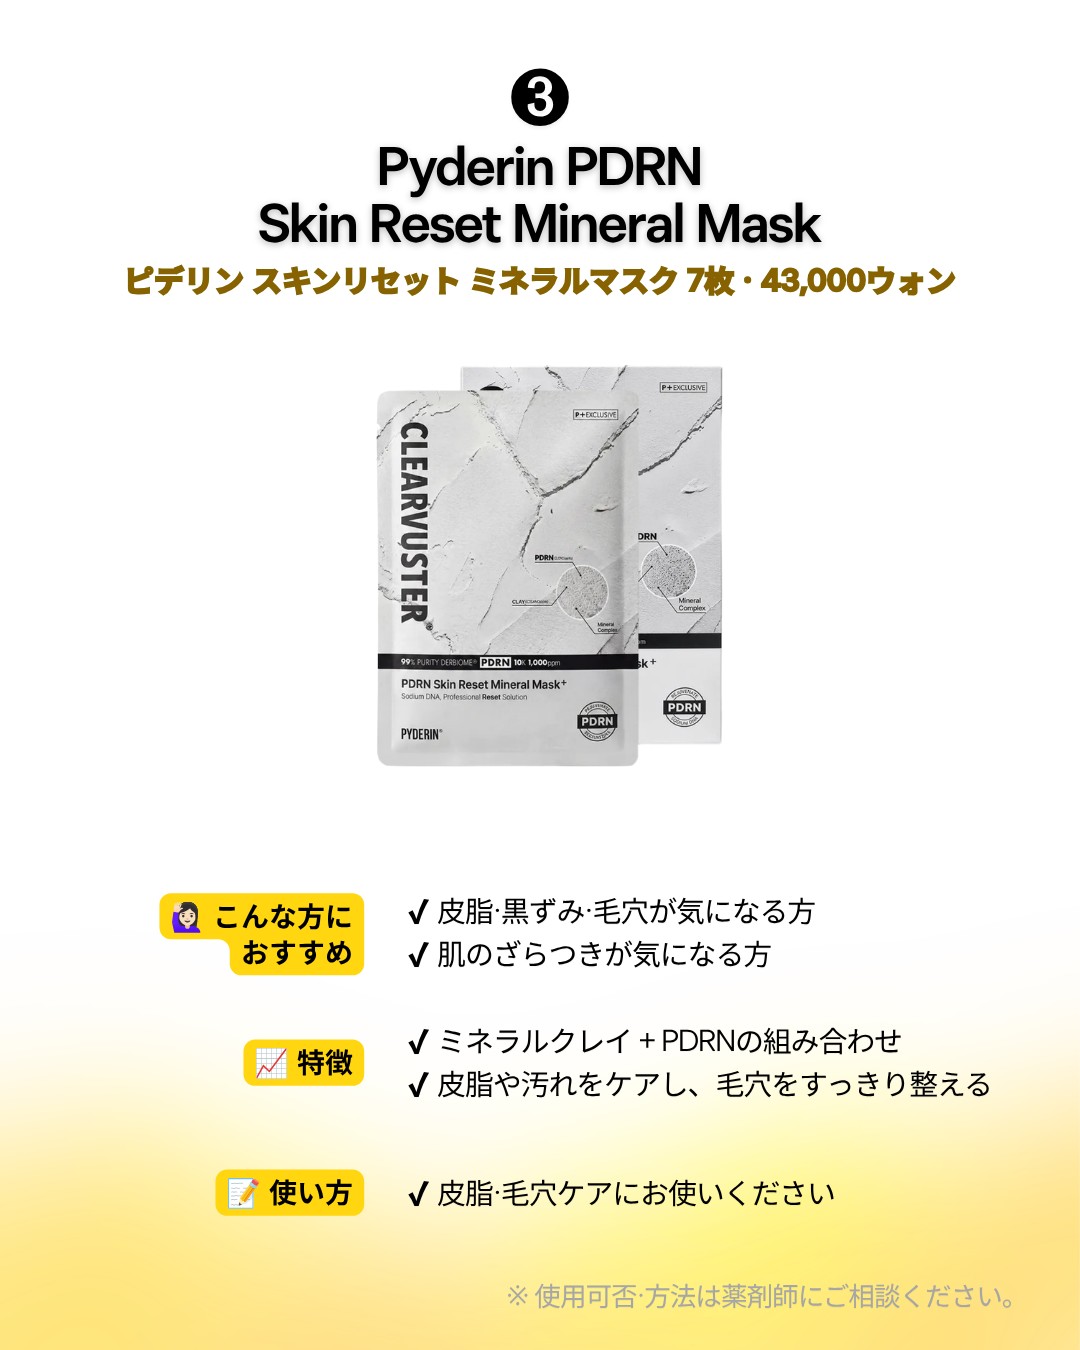 3
Pyderin PDRN
Skin Reset Mineral Mask
ピデリン スキンリセット ミネラルマスク 7枚・43,000ウォン
P+EXCLUSIVE
P+EXCLUSIVE
CLEARVUSTER
PDRN
DRN
CLAY
Mineral
Complex
Mineral
Complex
99% PURITY DERBIOME® PDRN 10K 1,000ppm
PDRN Skin Reset Mineral Mask+
sk+
Sodium DNA, Professional Reset Solution
PYDERIN®
PDRN
REJUVENATE
PDRN
SODIUM DNA
🙋🏻‍♀️ こんな方に
おすすめ
✓ 皮脂·黒ずみ·毛穴が気になる方
✓ 肌のざらつきが気になる方
📈 特徴
✓ ミネラルクレイ + PDRNの組み合わせ
✓ 皮脂や汚れをケアし、毛穴をすっきり整える
📝 使い方
✓ 皮脂·毛穴ケアにお使いください
※ 使用可否·方法は薬剤師にご相談ください。